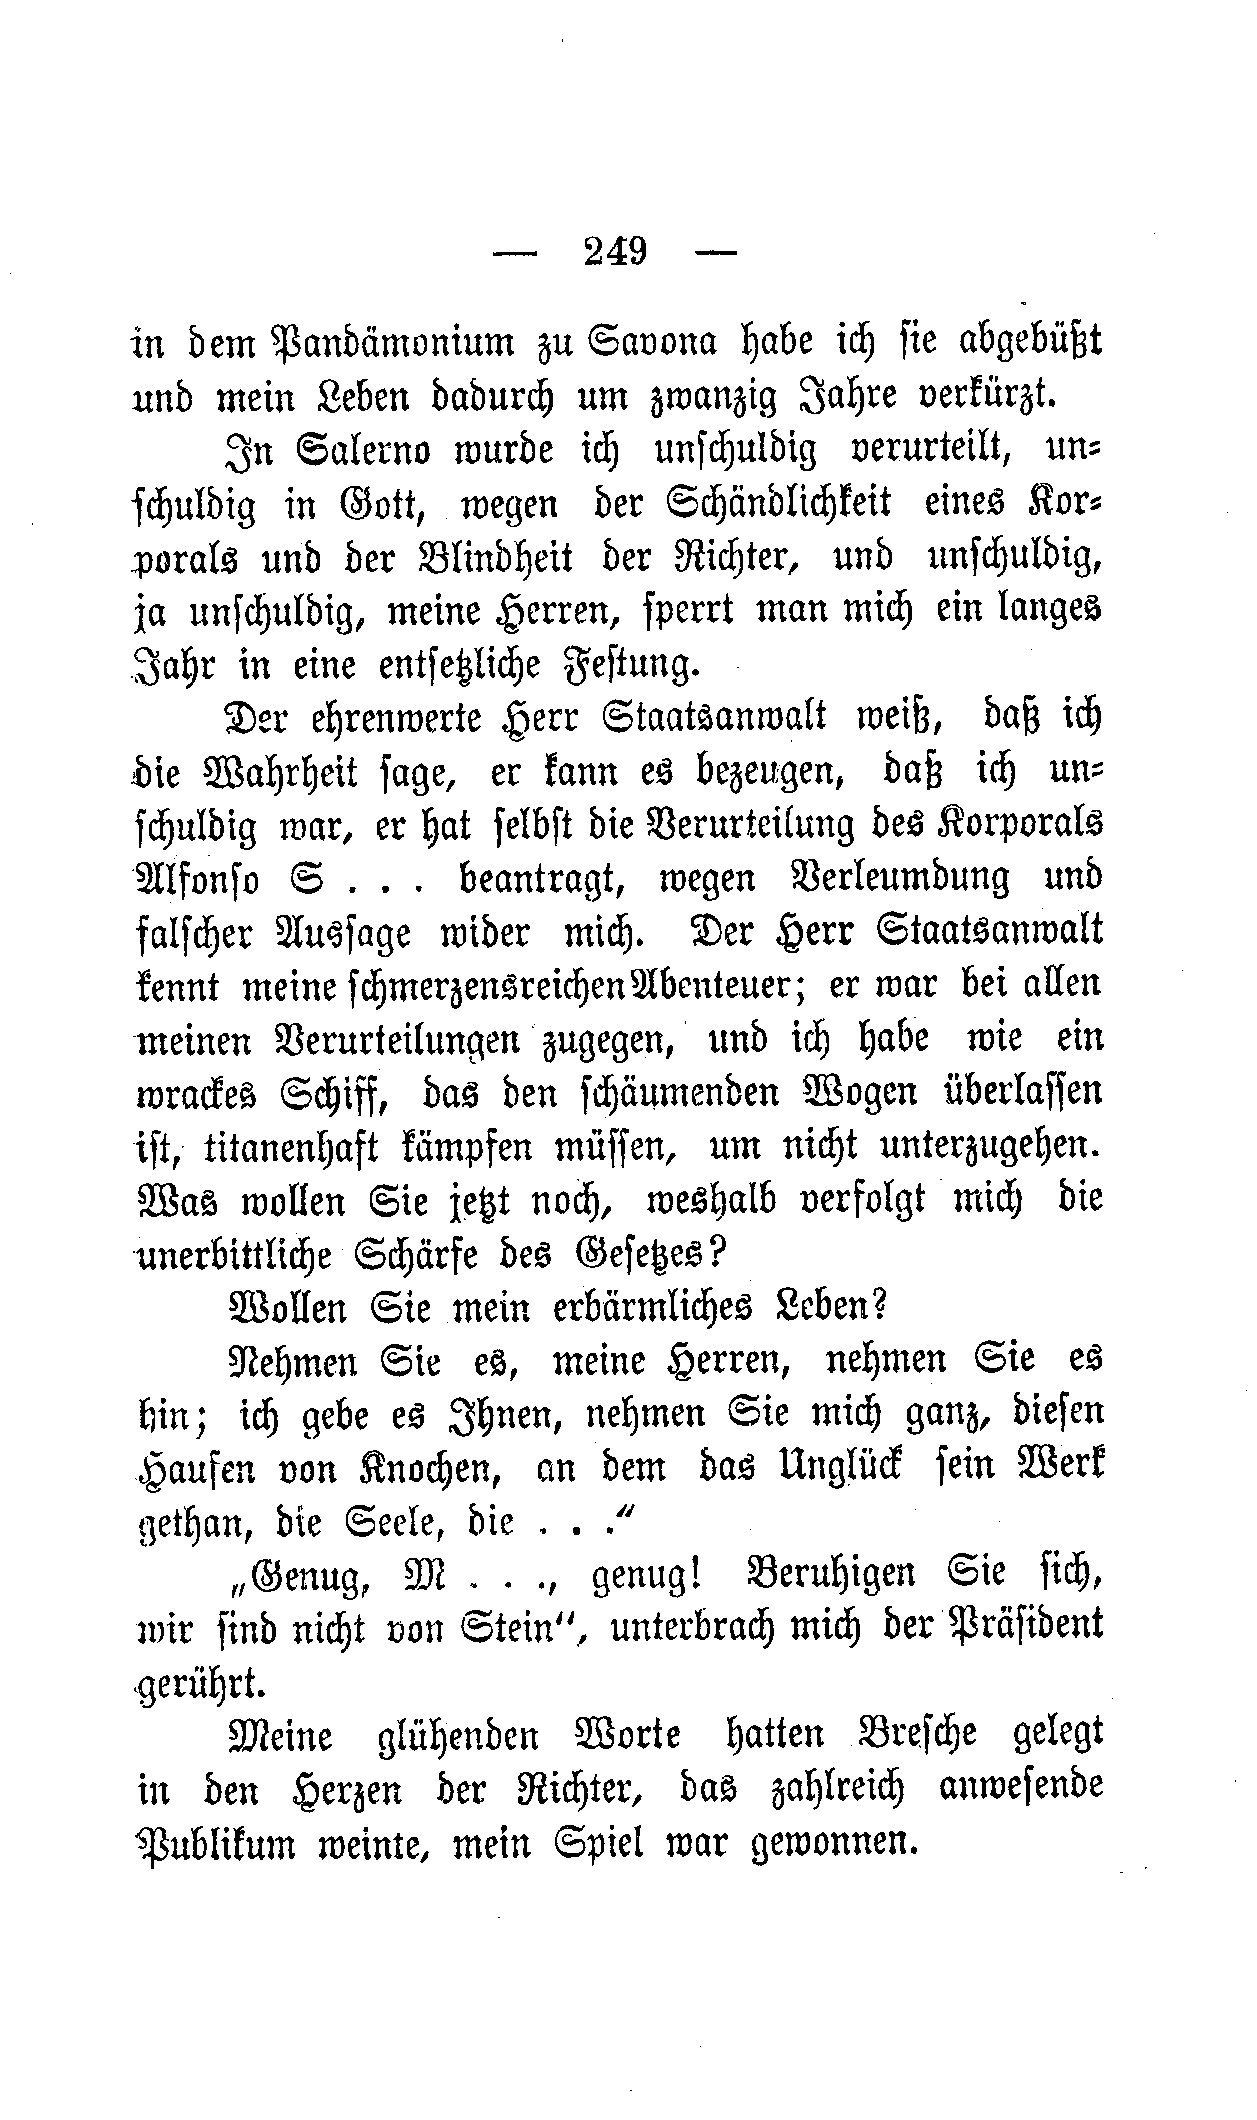 — 249 —
in dem Pandämonium zu Savona habe ich sie abgebüßt
und mein Leben dadurch um zwanzig Jahre verkürzt.
In Salerno wurde ich unschuldig verurteilt, un-
schuldig in Gott, wegen der Schändlichkeit eines Kor-
porals und der Blindheit der Richter, und unschuldig,
ja unschuldig, meine Herren, sperrt man mich ein langes
Jahr in eine entsetzliche Festung.
Der ehrenwerte Herr Staatsanwalt weiß, daß ich
die Wahrheit sage, er kann es bezeugen, daß ich un-
schuldig war, er hat selbst die Verurteilung des Korporals
Alfonso S . . . beantragt, wegen Verleumdung und
falscher Aussage wider mich. Der Herr Staatsanwalt
kennt meine schmerzensreichen Abenteuer; er war bei allen
meinen Verurteilungen zugegen, und ich habe wie ein
wrackes Schiff, das den schäumenden Wogen überlassen
ist, titanenhaft kämpfen müssen, um nicht unterzugehen.
Was wollen Sie jetzt noch, weshalb verfolgt mich die
unerbittliche Schärfe des Gesetzes?
Wollen Sie mein erbärmliches Leben?
Nehmen Sie es, meine Herren, nehmen Sie es
hin; ich gebe es Ihnen, nehmen Sie mich ganz, diesen
Haufen von Knochen, an dem das Unglück sein Werk
gethan, die Seele, die . . .“
„Genug, M . . ., genug! Beruhigen Sie sich,
wir sind nicht von Stein“, unterbrach mich der Präsident
gerührt.
Meine glühenden Worte hatten Bresche gelegt
in den Herzen der Richter, das zahlreich anwesende
Publikum weinte, mein Spiel war gewonnen.